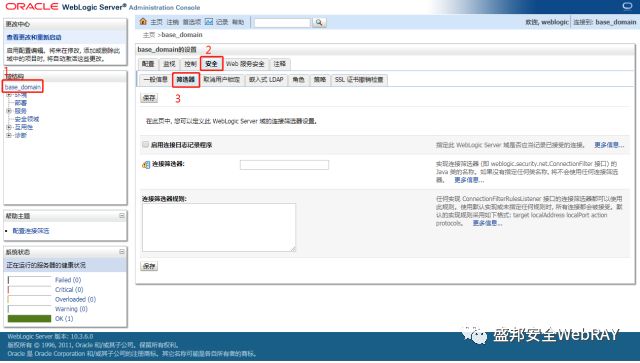 ORACLE WebLogic Server® Administration Console
更改中心
查看更改和重新启动
启用配置编辑。将来在修改、添加或删除此域中的项目时, 将自动激活这些更改。
1
域结构
base_domain
环境
部署
服务
安全领域
互用性
诊断
帮助主题
配置连接筛选
系统状态
正在运行的服务器的健康状况
Failed (0)
Critical (0)
Overloaded (0)
Warning (0)
OK (1)
主页 注销 首选项 记录 帮助
欢迎, weblogic 连接到: base_domain
主页 >base_domain
base_domain的设置
2
配置 监视 控制 安全 Web 服务安全 注释
一般信息 筛选器 取消用户锁定 嵌入式 LDAP 角色 策略 SSL 证书撤销检查
3
保存
在此页中, 您可以定义此 WebLogic Server 域的连接筛选器设置。
启用连接日志记录程序
指定此 WebLogic Server 域是否应当记录已接受的连接。 更多信息...
连接筛选器:
实现连接筛选器 (即 weblogic.security.net.ConnectionFilter 接口) 的 Java 类的名称。如果没有指定任何类名称, 将不会使用任何连接筛选器。 更多信息...
连接筛选器规则:
任何实现 ConnectionFilterRulesListener 接口的连接筛选器都可以使用此规则。使用默认实现或未指定任何规则时, 所有连接都会被接受。默认的实现规则采用如下格式: target localAddress localPort action protocols. 更多信息...
保存
WebLogic Server 版本: 10.3.6.0
版权所有 © 1996, 2011, Oracle 和/或其子公司。保留所有权利。
Oracle 是 Oracle Corporation 和/或其子公司的注册商标。其它名称可能是各自所有者的商标。
盛邦安全WebRAY